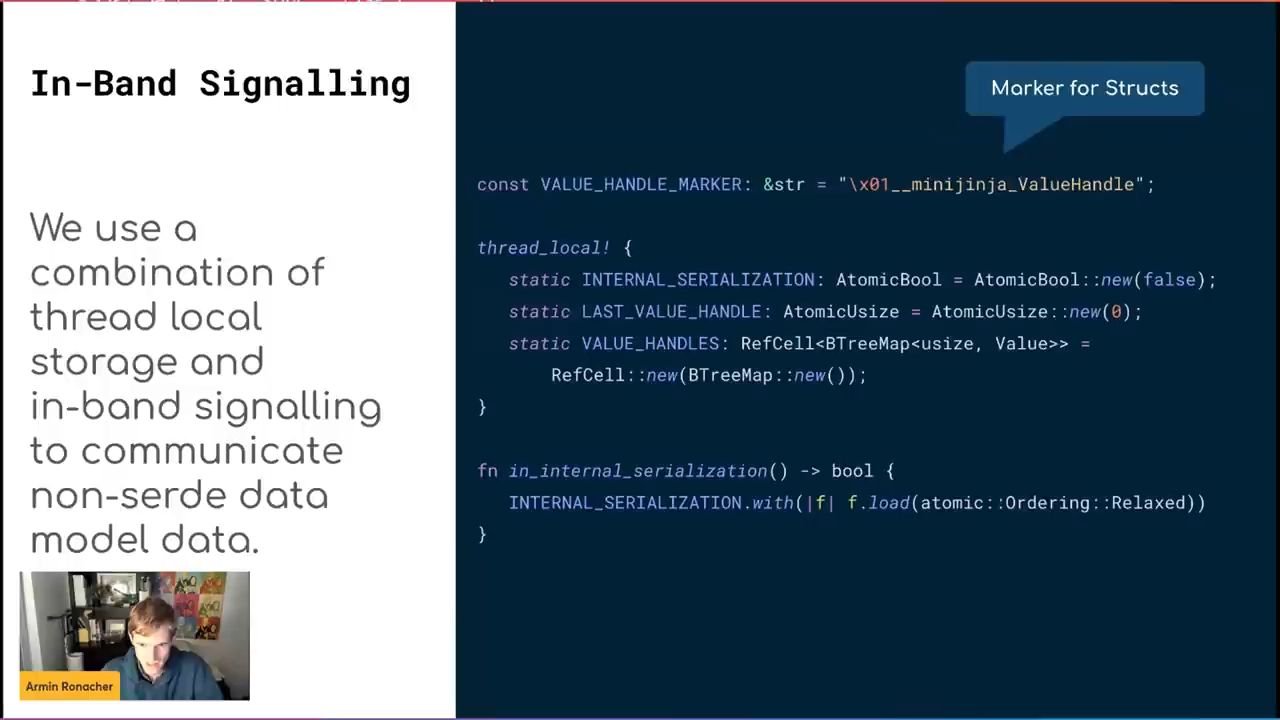 In-Band Signalling
We use a
combination of
thread local
storage and
in-band signalling
to communicate
non-serde data
model data.
Armin Ronacher
Marker for Structs
const VALUE_HANDLE_MARKER: &str = "\x01__minijinja_ValueHandle";
thread_local! {
static INTERNAL_SERIALIZATION: AtomicBool = AtomicBool::new(false);
static LAST_VALUE_HANDLE: AtomicUsize = AtomicUsize::new(0);
static VALUE_HANDLES: RefCell<BTreeMap<usize, Value>> =
RefCell::new(BTreeMap::new());
}
fn in_internal_serialization() -> bool {
INTERNAL_SERIALIZATION.with(|f| f.load(atomic::Ordering::Relaxed))
}